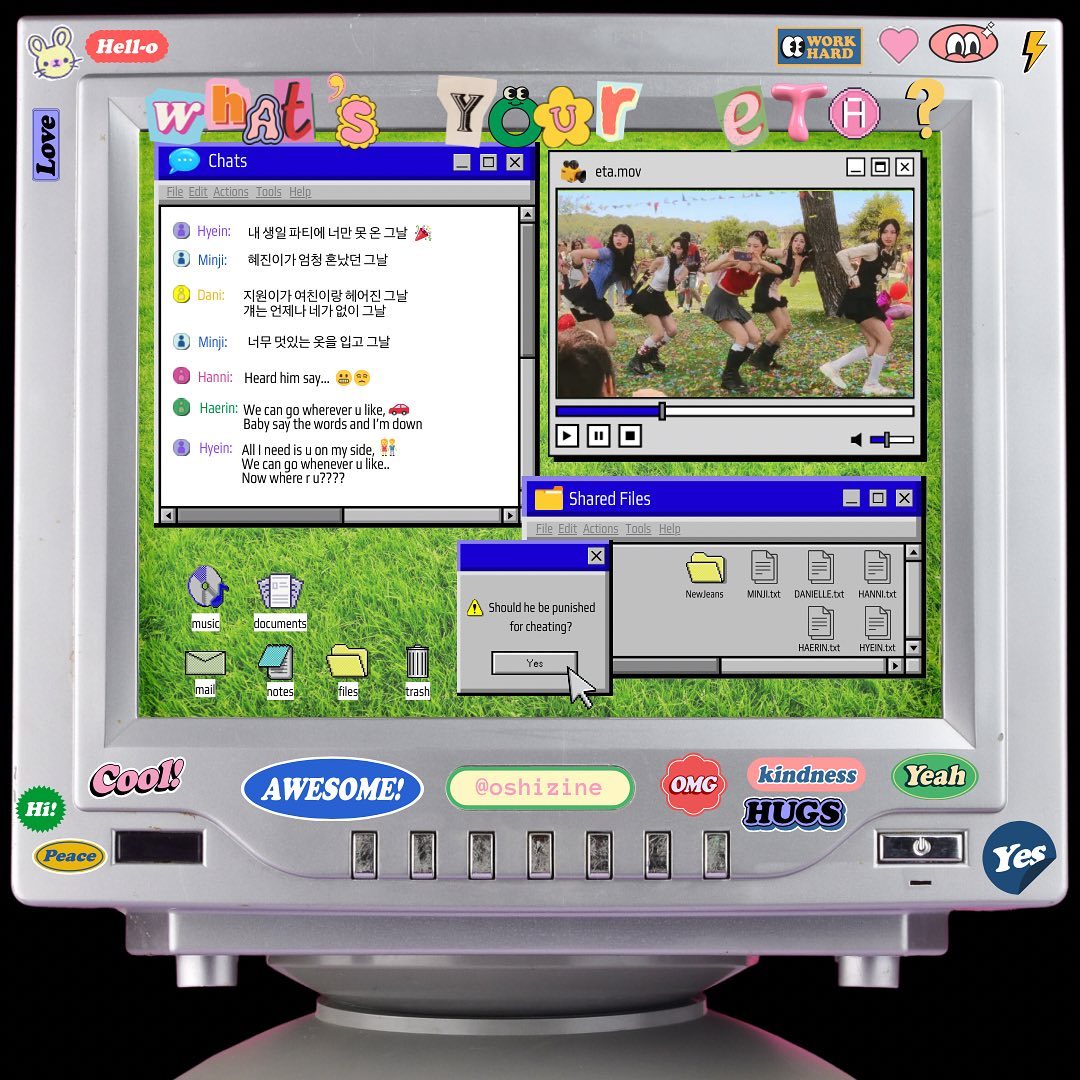 Hell-o
WORK
HARD
Love
what's Your eTA ?
Chats
File Edit Actions Tools Help
Hyein: 내 생일 파티에 너만 못 온 그날 🎉
Minji: 혜진이가 엄청 혼났던 그날
Dani: 지원이가 여친이랑 헤어진 그날
걔는 언제나 네가 없이 그날
Minji: 너무 멋있는 옷을 입고 그날
Hanni: Heard him say... 😬😒
Haerin: We can go wherever u like, 🚗
Baby say the words and I'm down
Hyein: All I need is u on my side, 👫
We can go whenever u like..
Now where r u????
eta.mov
Shared Files
File Edit Actions Tools Help
NewJeans MINJI.txt DANIELLE.txt HANNI.txt
HAERIN.txt HYEIN.txt
Should he be punished
for cheating?
Yes
music documents
mail notes files trash
Cool!
AWESOME!
@oshizine
OMG
kindness
HUGS
Yeah
Hi!
Peace
Yes